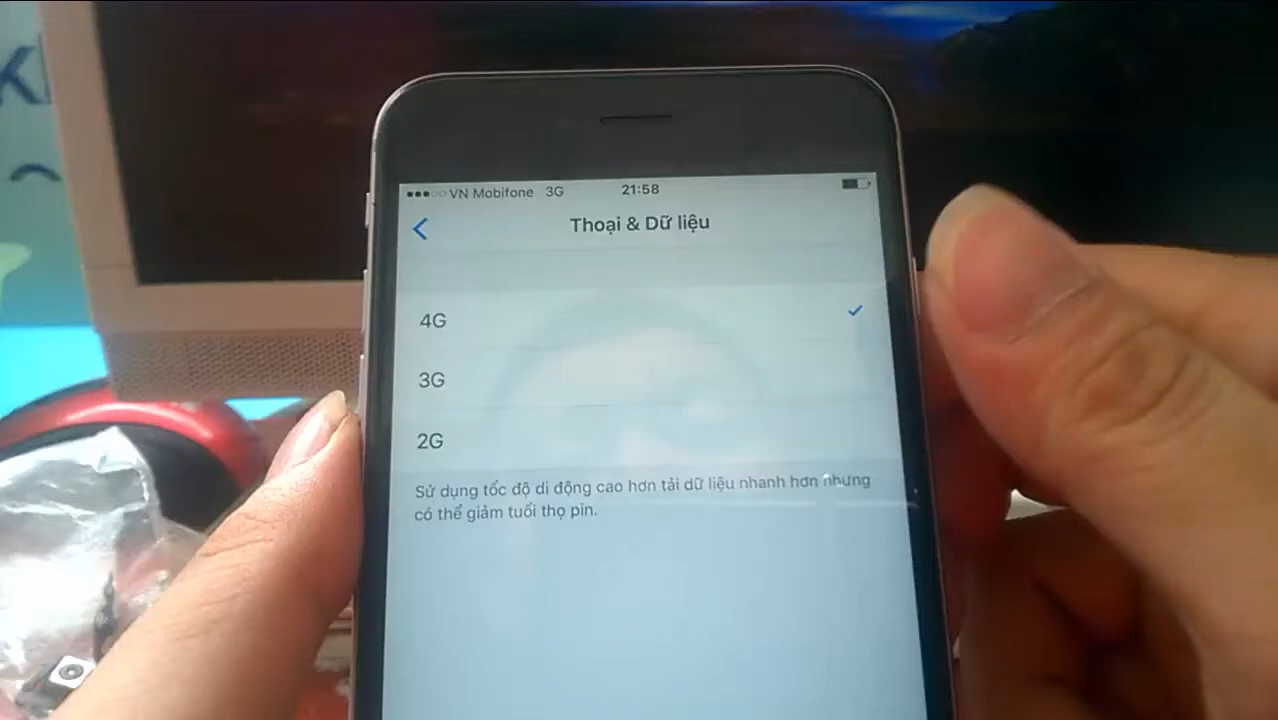 VN Mobifone 3G 21:58
Thoại & Dữ liệu
4G
3G
2G
Sử dụng tốc độ di động cao hơn tải dữ liệu nhanh hơn nhưng
có thể giảm tuổi thọ pin.